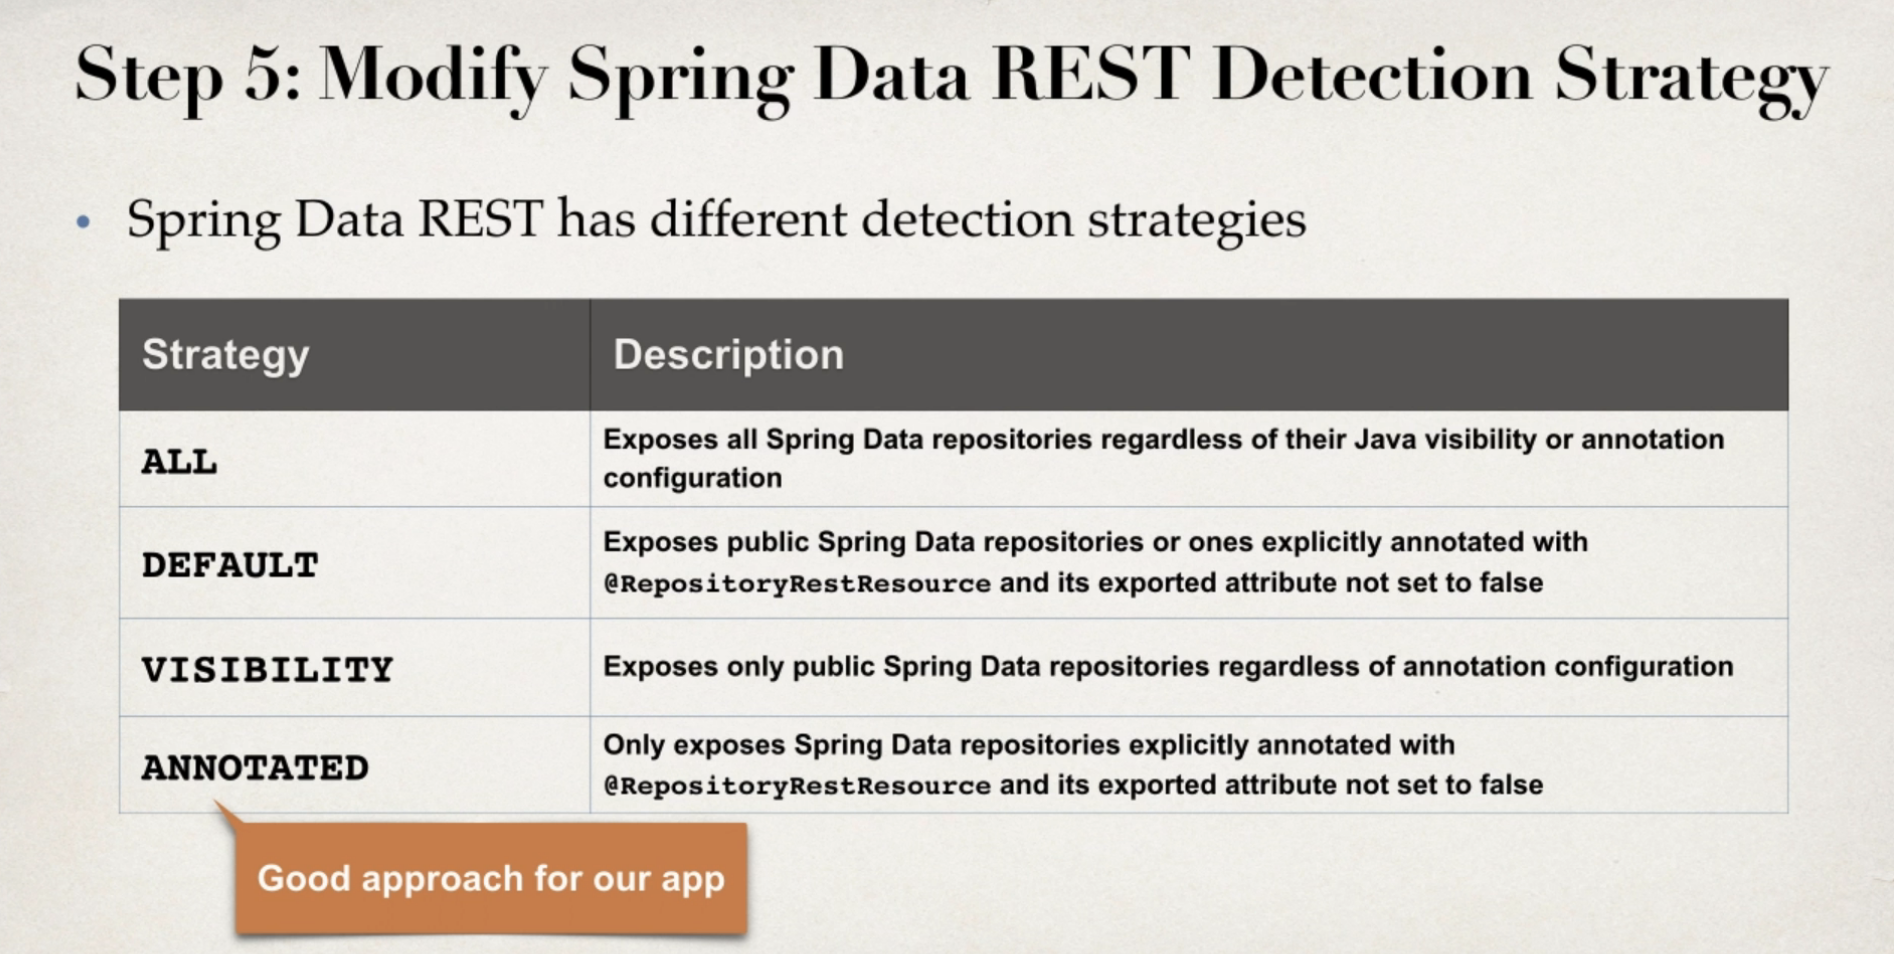 Step 5: Modify Spring Data REST Detection Strategy
• Spring Data REST has different detection strategies
Strategy Description
ALL
Exposes all Spring Data repositories regardless of their Java visibility or annotation
configuration
DEFAULT
Exposes public Spring Data repositories or ones explicitly annotated with
@RepositoryRestResource and its exported attribute not set to false
VISIBILITY
Exposes only public Spring Data repositories regardless of annotation configuration
ANNOTATED
Only exposes Spring Data repositories explicitly annotated with
@RepositoryRestResource and its exported attribute not set to false
Good approach for our app